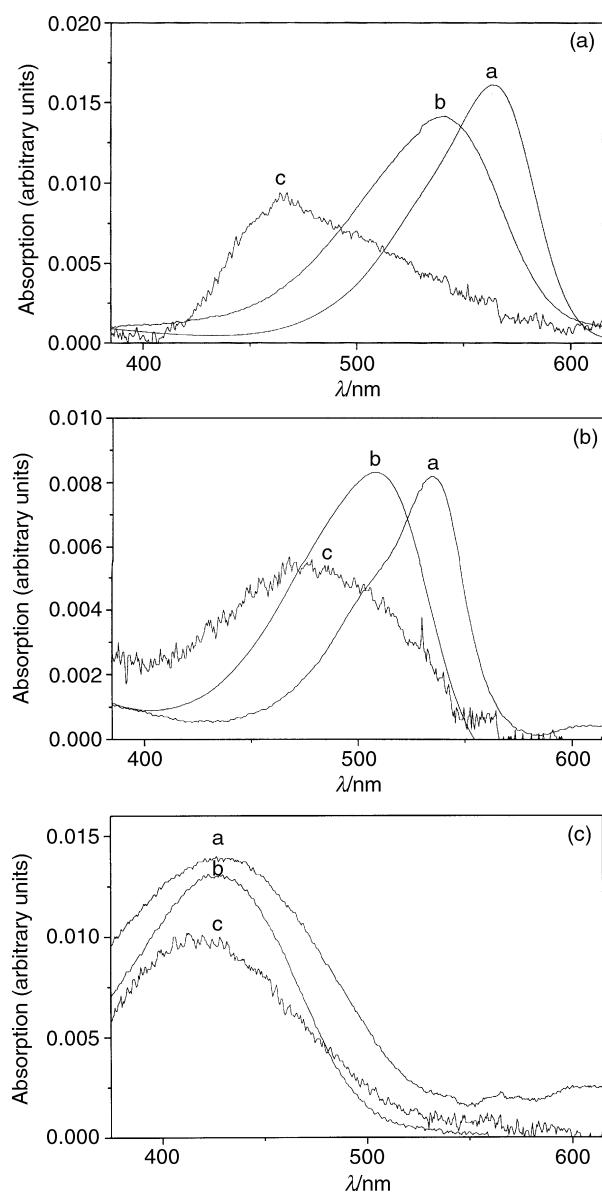 0.020
(a)
a
b
0.015
Absorption (arbitrary units)
0.010
c
0.005
0.000
400
500
600
λ/nm
0.010
(b)
b
a
0.008
Absorption (arbitrary units)
0.006
c
0.004
0.002
0.000
400
500
600
λ/nm
(c)
0.015
a
b
Absorption (arbitrary units)
0.010
c
0.005
0.000
400
500
600
λ/nm